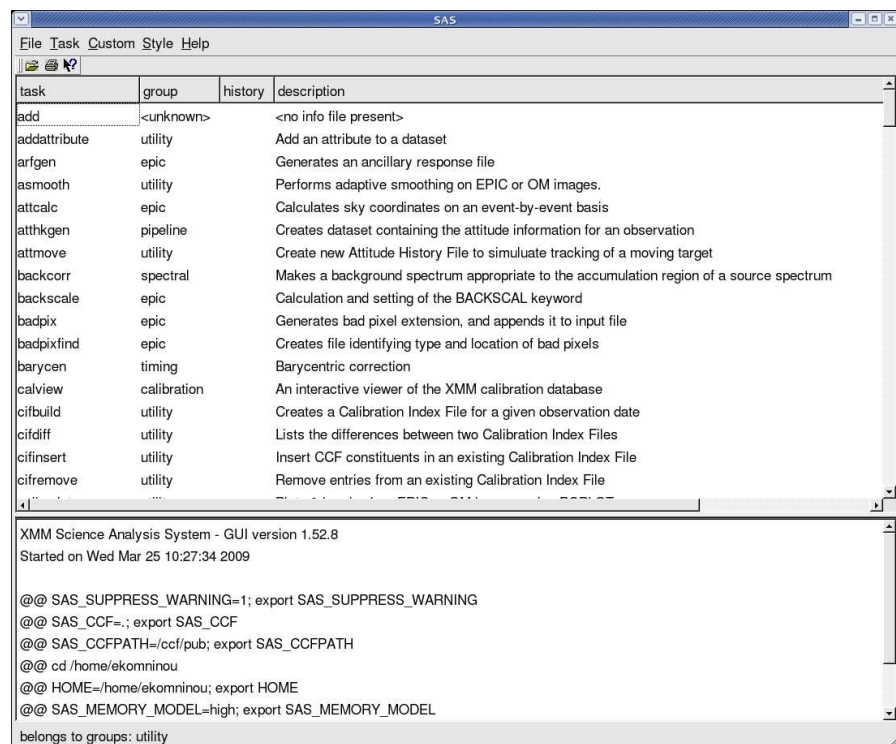 SAS
File Task Custom Style Help
task group history description
add <unknown> <no info file present>
addattribute utility Add an attribute to a dataset
arfgen epic Generates an ancillary response file
asmooth utility Performs adaptive smoothing on EPIC or OM images.
attcalc epic Calculates sky coordinates on an event-by-event basis
atthkgen pipeline Creates dataset containing the attitude information for an observation
attmove utility Create new Attitude History File to simuluate tracking of a moving target
backcorr spectral Makes a background spectrum appropriate to the accumulation region of a source spectrum
backscale epic Calculation and setting of the BACKSCAL keyword
badpix epic Generates bad pixel extension, and appends it to input file
badpixfind epic Creates file identifying type and location of bad pixels
barycen timing Barycentric correction
calview calibration An interactive viewer of the XMM calibration database
cifbuild utility Creates a Calibration Index File for a given observation date
cifdiff utility Lists the differences between two Calibration Index Files
cifinsert utility Insert CCF constituents in an existing Calibration Index File
cifremove utility Remove entries from an existing Calibration Index File
XMM Science Analysis System - GUI version 1.52.8
Started on Wed Mar 25 10:27:34 2009
@@ SAS_SUPPRESS_WARNING=1; export SAS_SUPPRESS_WARNING
@@ SAS_CCF=.; export SAS_CCF
@@ SAS_CCFPATH=/ccf/pub; export SAS_CCFPATH
@@ cd /home/ekomninou
@@ HOME=/home/ekomninou; export HOME
@@ SAS_MEMORY_MODEL=high; export SAS_MEMORY_MODEL
belongs to groups: utility